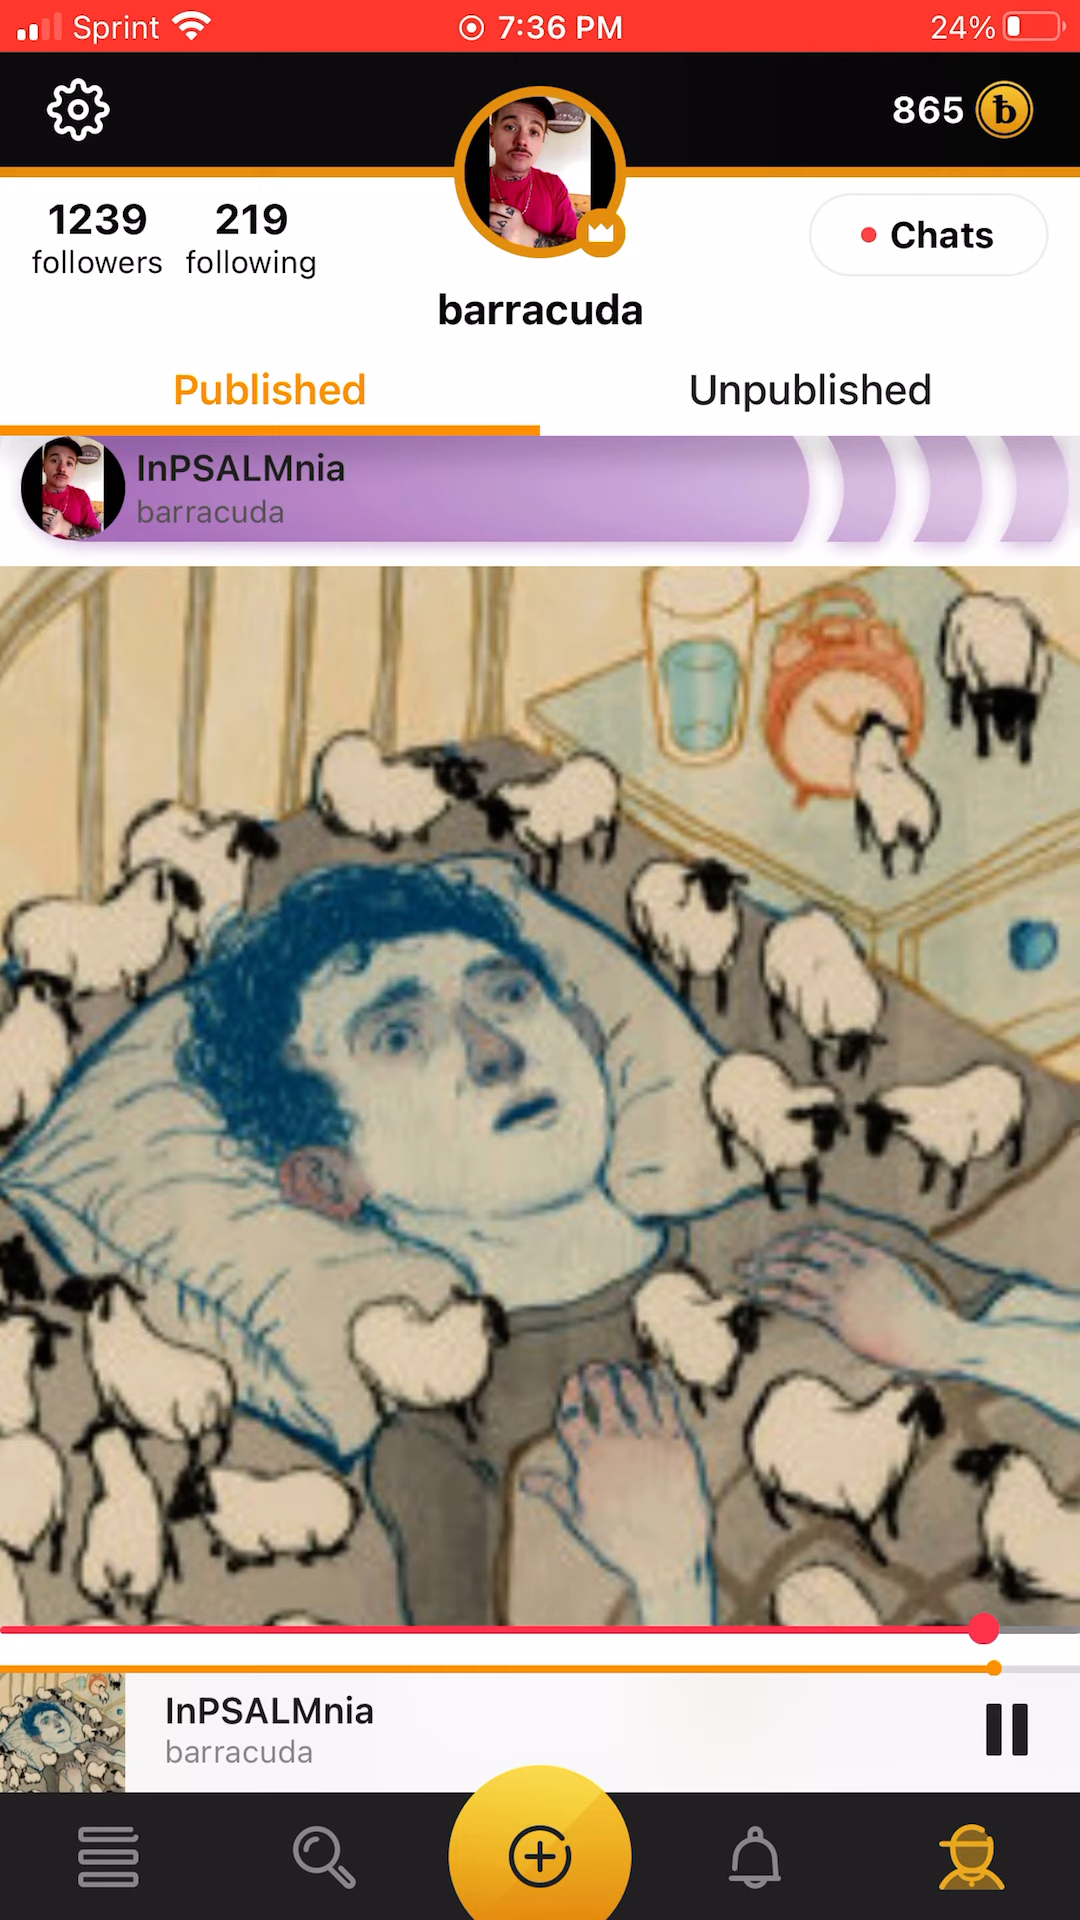 Sprint 7:36 PM 24%
865
1239 followers
219 following
Chats
barracuda
Published Unpublished
InPSALMnia
barracuda
InPSALMnia
barracuda